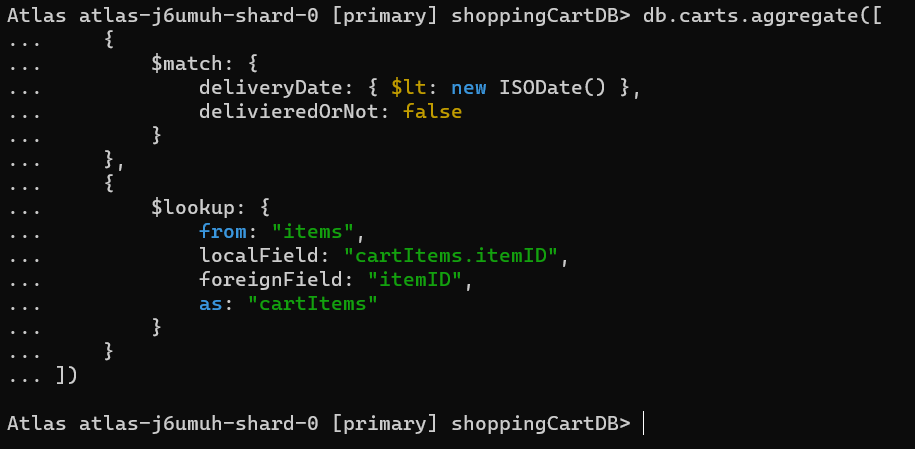 Atlas atlas-j6umuh-shard-0 [primary] shoppingCartDB> db.carts.aggregate([
...     {
...         $match: {
...             deliveryDate: { $lt: new ISODate() },
...             delivieredOrNot: false
...         }
...     },
...     {
...         $lookup: {
...             from: "items",
...             localField: "cartItems.itemID",
...             foreignField: "itemID",
...             as: "cartItems"
...         }
...     }
... ])
Atlas atlas-j6umuh-shard-0 [primary] shoppingCartDB>